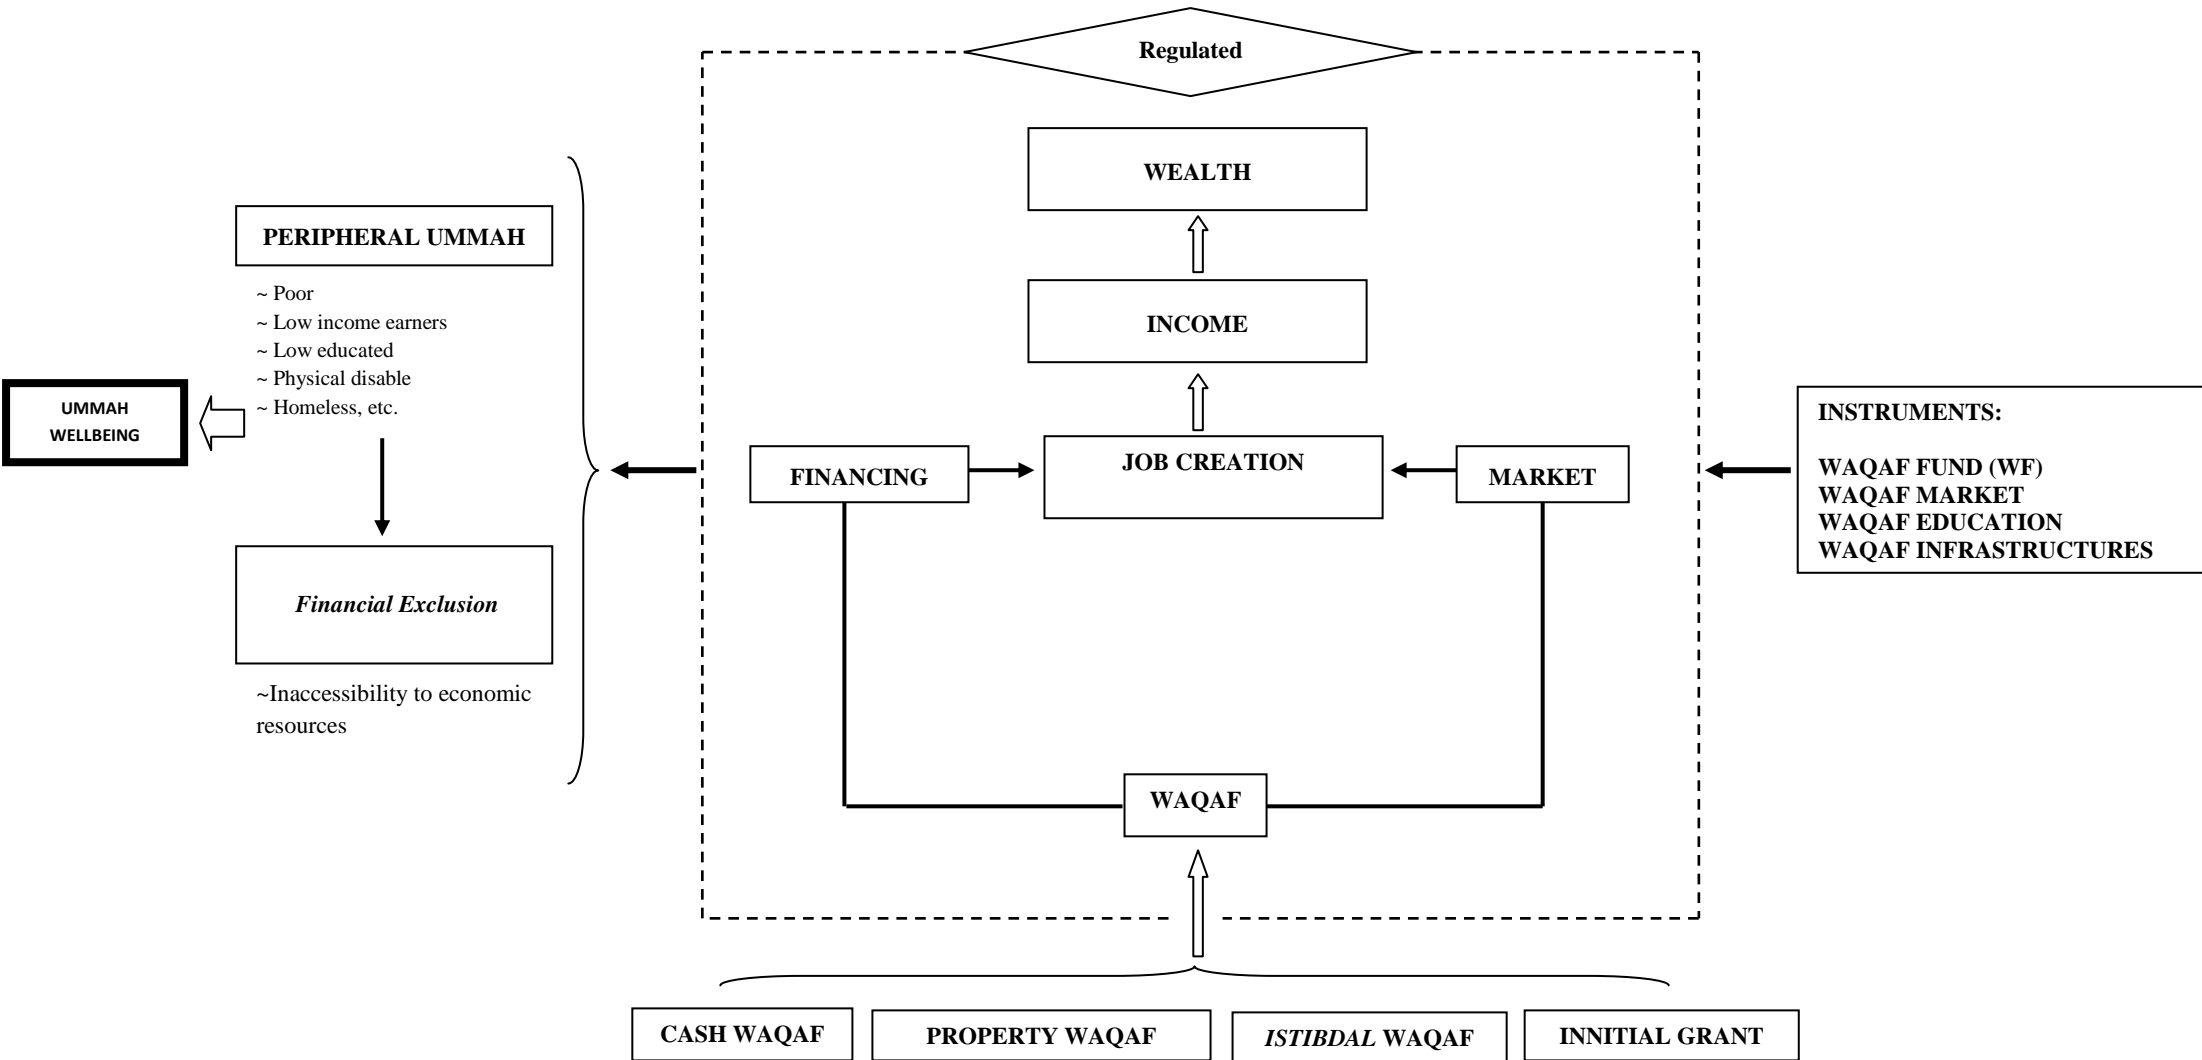 Regulated
WEALTH
PERIPHERAL UMMAH
~ Poor
~ Low income earners
~ Low educated
~ Physical disable
~ Homeless, etc.
INCOME
UMMAH
WELLBEING
INSTRUMENTS:
WAQAF FUND (WF)
WAQAF MARKET
WAQAF EDUCATION
WAQAF INFRASTRUCTURES
FINANCING
JOB CREATION
MARKET
Financial Exclusion
~Inaccessibility to economic
resources
WAQAF
CASH WAQAF
PROPERTY WAQAF
ISTIBDAL WAQAF
INNITIAL GRANT